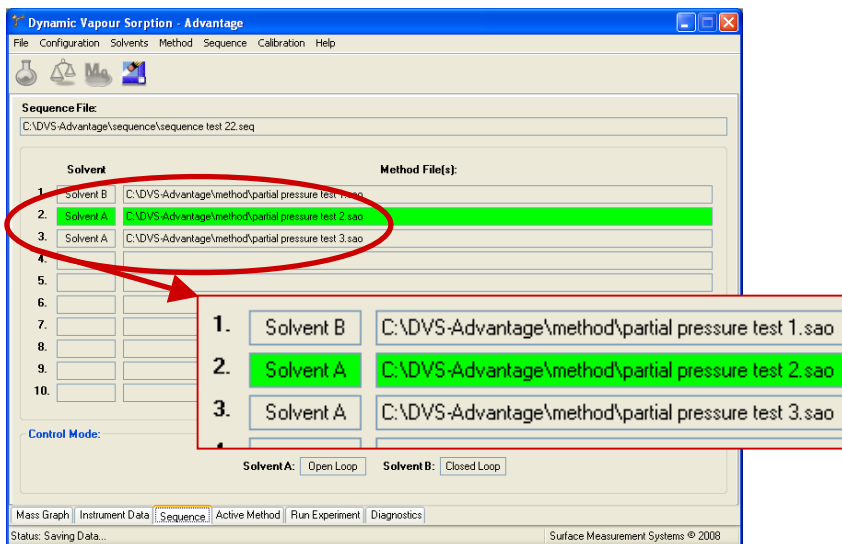 Dynamic Vapour Sorption - Advantage
File Configuration Solvents Method Sequence Calibration Help
Sequence File:
C:\DVS-Advantage\sequence\sequence test 22.seq
Solvent Method File(s):
1. Solvent B C:\DVS-Advantage\method\partial pressure test 1.sao
2. Solvent A C:\DVS-Advantage\method\partial pressure test 2.sao
3. Solvent A C:\DVS-Advantage\method\partial pressure test 3.sao
4.
5.
6.
7.
8.
9.
10.
1. Solvent B C:\DVS-Advantage\method\partial pressure test 1.sao
2. Solvent A C:\DVS-Advantage\method\partial pressure test 2.sao
3. Solvent A C:\DVS-Advantage\method\partial pressure test 3.sao
Control Mode:
Solvent A: Open Loop Solvent B: Closed Loop
Mass Graph Instrument Data Sequence Active Method Run Experiment Diagnostics
Status: Saving Data... Surface Measurement Systems © 2008